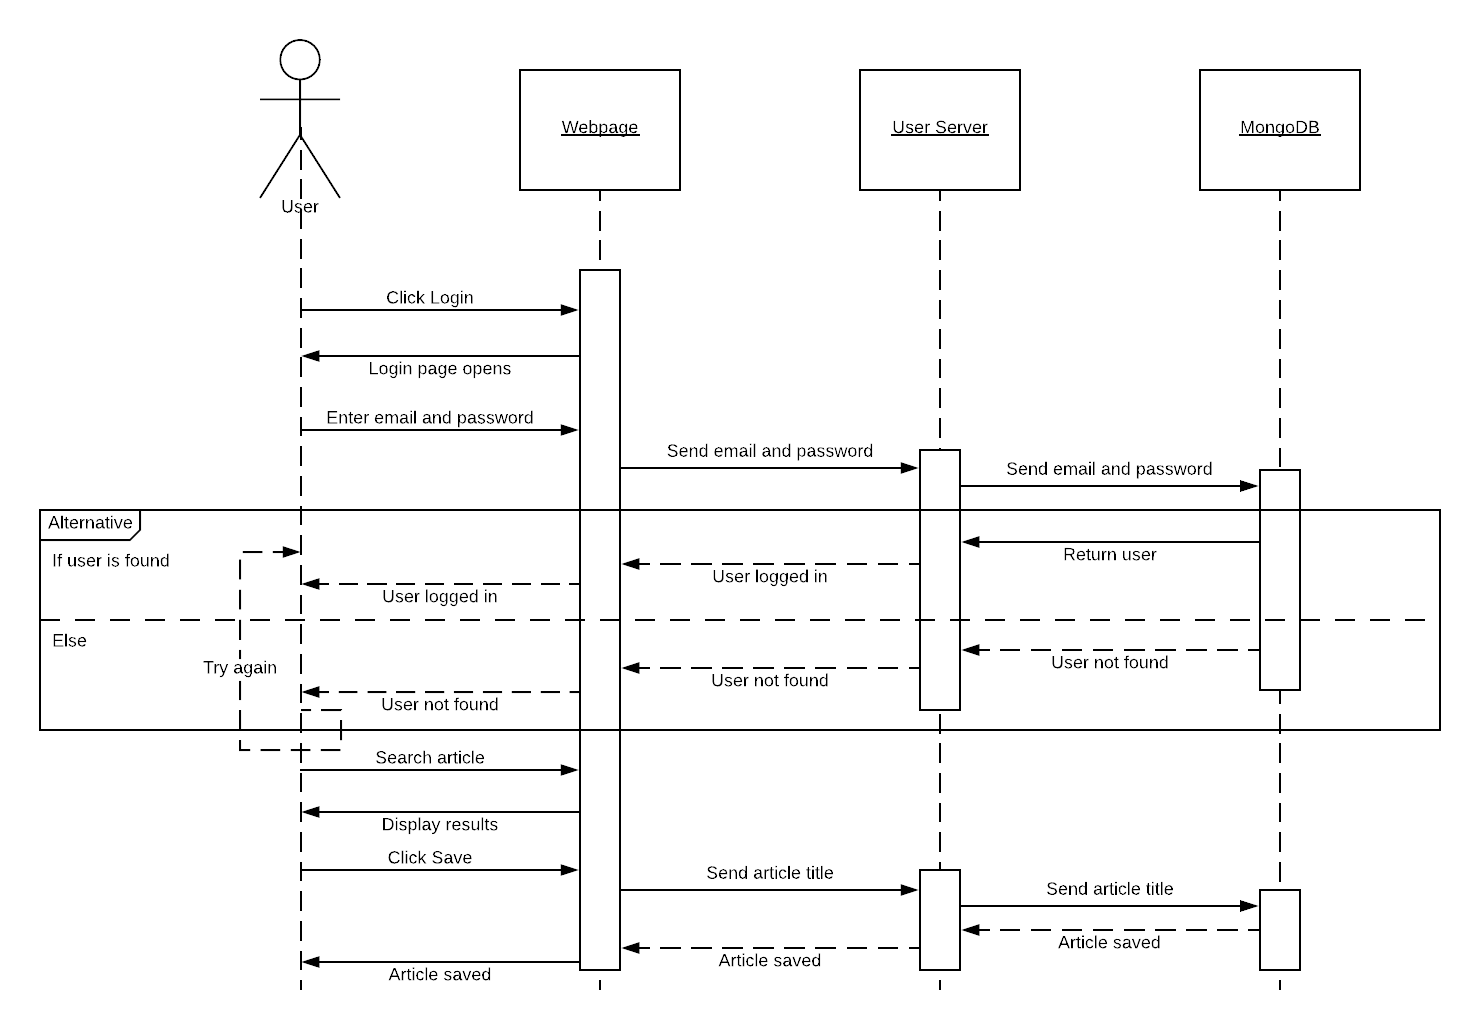 Webpage
User Server
MongoDB
User
Click Login
Login page opens
Enter email and password
Send email and password
Send email and password
Alternative
If user is found
Return user
User logged in
User logged in
Else
User not found
Try again
User not found
User not found
Search article
Display results
Click Save
Send article title
Send article title
Article saved
Article saved
Article saved